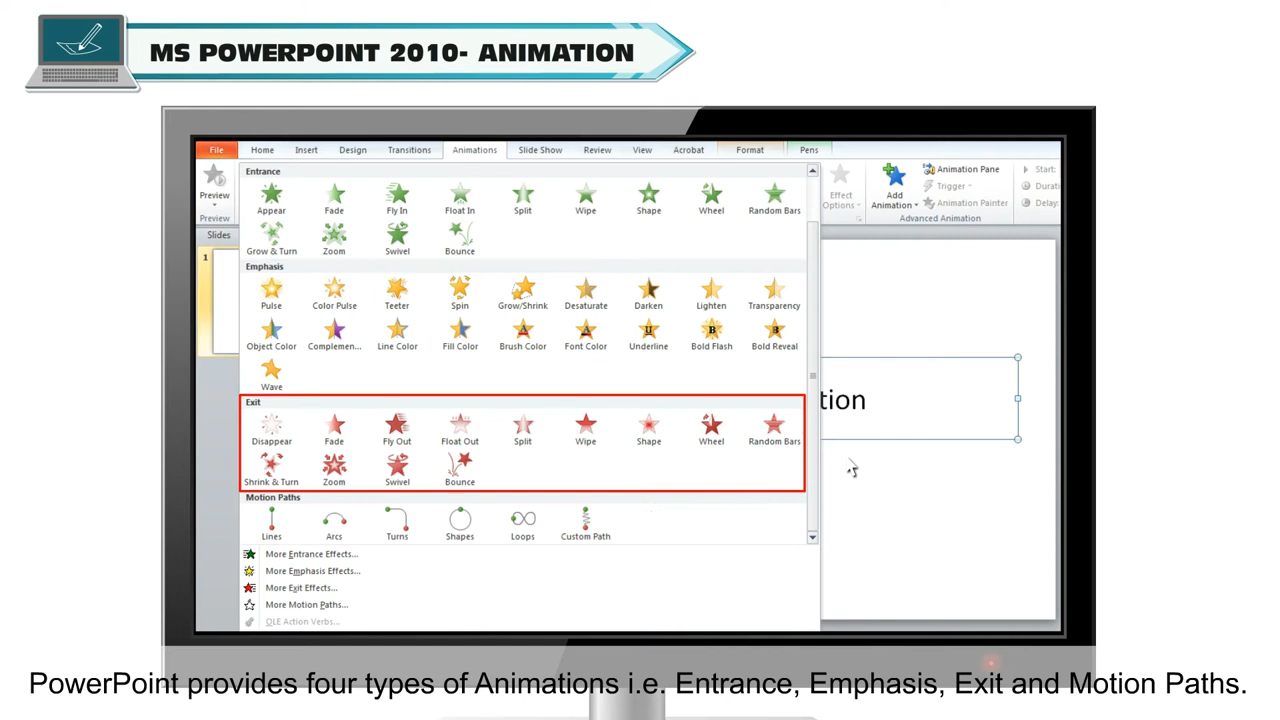 MS POWERPOINT 2010- ANIMATION
File Home Insert Design Transitions Animations Slide Show Review View Acrobat Format Pens
Preview
Preview
Effect
Options
Add
Animation
Animation Pane
Trigger
Animation Painter
Advanced Animation
Start:
Durati
Delay:
Slides
1
Entrance
Appear Fade Fly In Float In Split Wipe Shape Wheel Random Bars
Grow & Turn Zoom Swivel Bounce
Emphasis
Pulse Color Pulse Teeter Spin Grow/Shrink Desaturate Darken Lighten Transparency
Object Color Complemen... Line Color Fill Color Brush Color Font Color Underline Bold Flash Bold Reveal
Wave
Exit
Disappear Fade Fly Out Float Out Split Wipe Shape Wheel Random Bars
Shrink & Turn Zoom Swivel Bounce
Motion Paths
Lines Arcs Turns Shapes Loops Custom Path
More Entrance Effects...
More Emphasis Effects...
More Exit Effects...
More Motion Paths...
OLE Action Verbs...
tion
PowerPoint provides four types of Animations i.e. Entrance, Emphasis, Exit and Motion Paths.